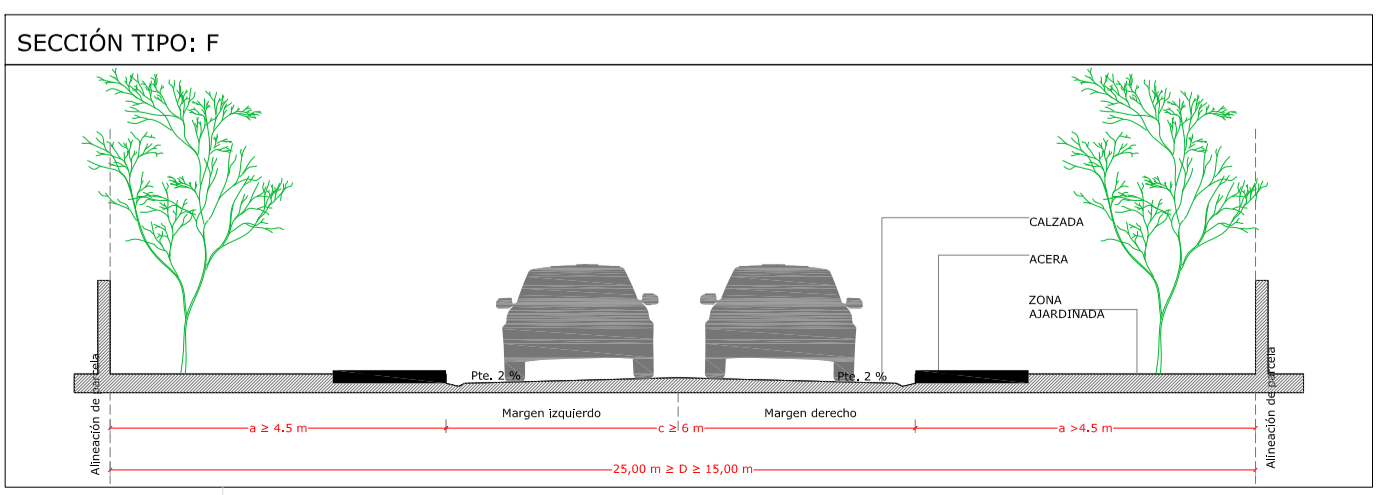 SECCIÓN TIPO: F
CALZADA
ACERA
ZONA
AJARDINADA
Pte. 2 %
Pte. 2 %
Alineación de parcela
Alineación de parcela
Margen izquierdo
Margen derecho
a ≥ 4.5 m
c ≥ 6 m
a >4.5 m
25,00 m ≥ D ≥ 15,00 m